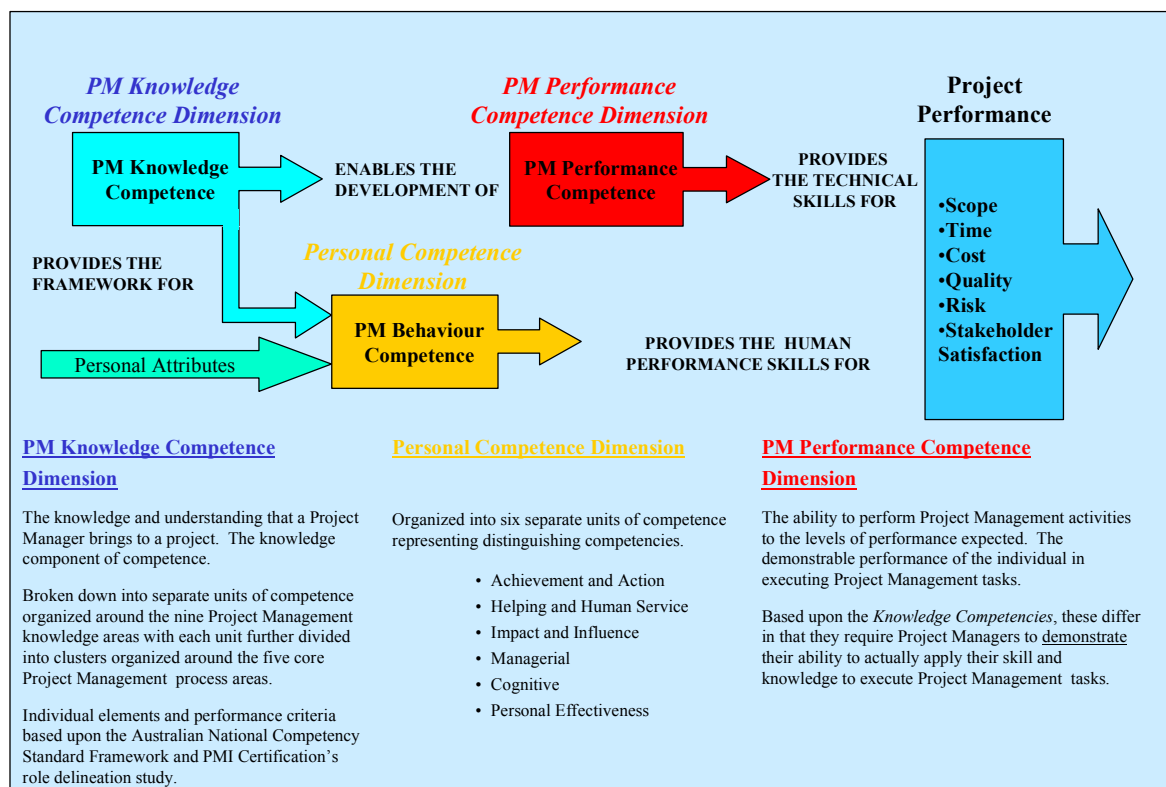 PM Knowledge
Competence Dimension
PM Performance
Competence Dimension
Project
Performance
PM Knowledge
Competence
ENABLES THE
DEVELOPMENT OF
PM Performance
Competence
PROVIDES
THE TECHNICAL
SKILLS FOR
•Scope
•Time
•Cost
•Quality
•Risk
•Stakeholder
Satisfaction
PROVIDES THE
FRAMEWORK FOR
Personal Competence
Dimension
PM Behaviour
Competence
PROVIDES THE HUMAN
PERFORMANCE SKILLS FOR
Personal Attributes
PM Knowledge Competence
Dimension
The knowledge and understanding that a Project
Manager brings to a project. The knowledge
component of competence.
Broken down into separate units of competence
organized around the nine Project Management
knowledge areas with each unit further divided
into clusters organized around the five core
Project Management process areas.
Individual elements and performance criteria
based upon the Australian National Competency
Standard Framework and PMI Certification's
role delineation study.
Personal Competence Dimension
Organized into six separate units of competence
representing distinguishing competencies.
• Achievement and Action
• Helping and Human Service
• Impact and Influence
• Managerial
• Cognitive
• Personal Effectiveness
PM Performance Competence
Dimension
The ability to perform Project Management activities
to the levels of performance expected. The
demonstrable performance of the individual in
executing Project Management tasks.
Based upon the Knowledge Competencies, these differ
in that they require Project Managers to demonstrate
their ability to actually apply their skill and
knowledge to execute Project Management tasks.